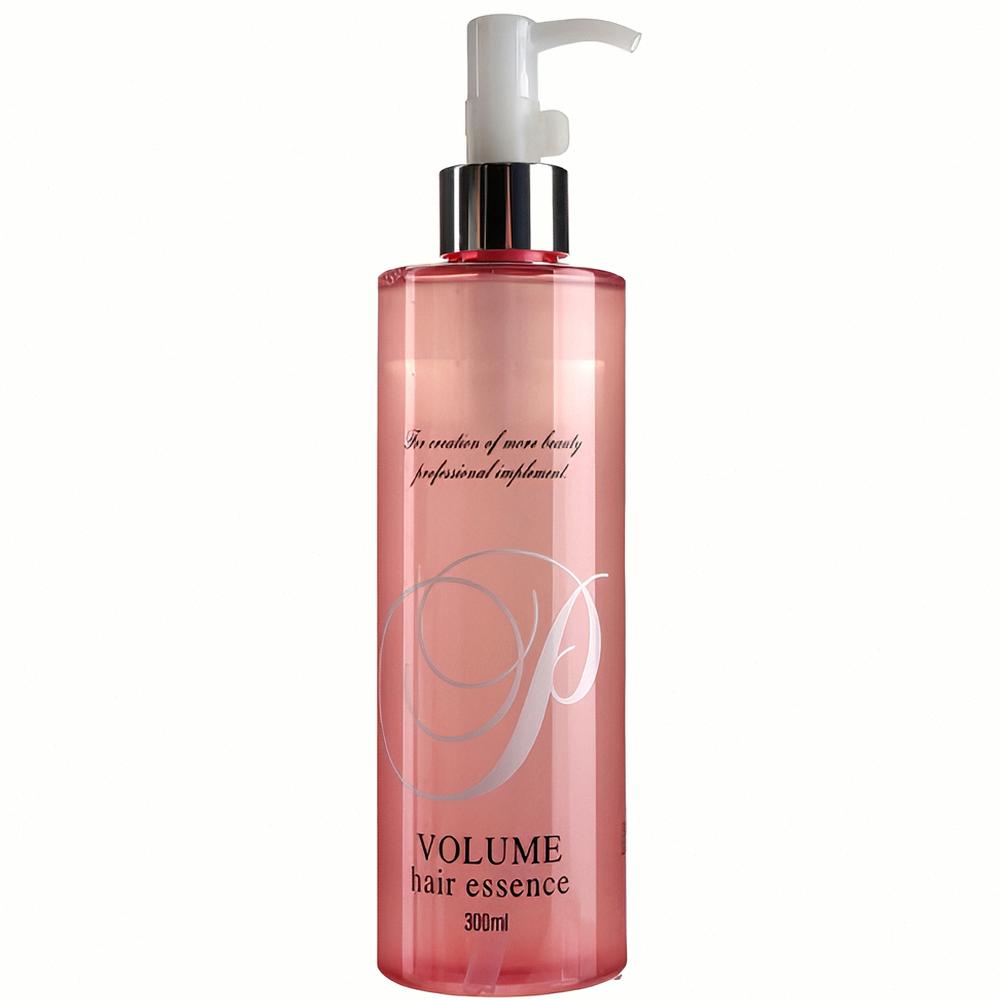 For creation of more beauty
professional implement.
P
VOLUME
hair essence
300ml